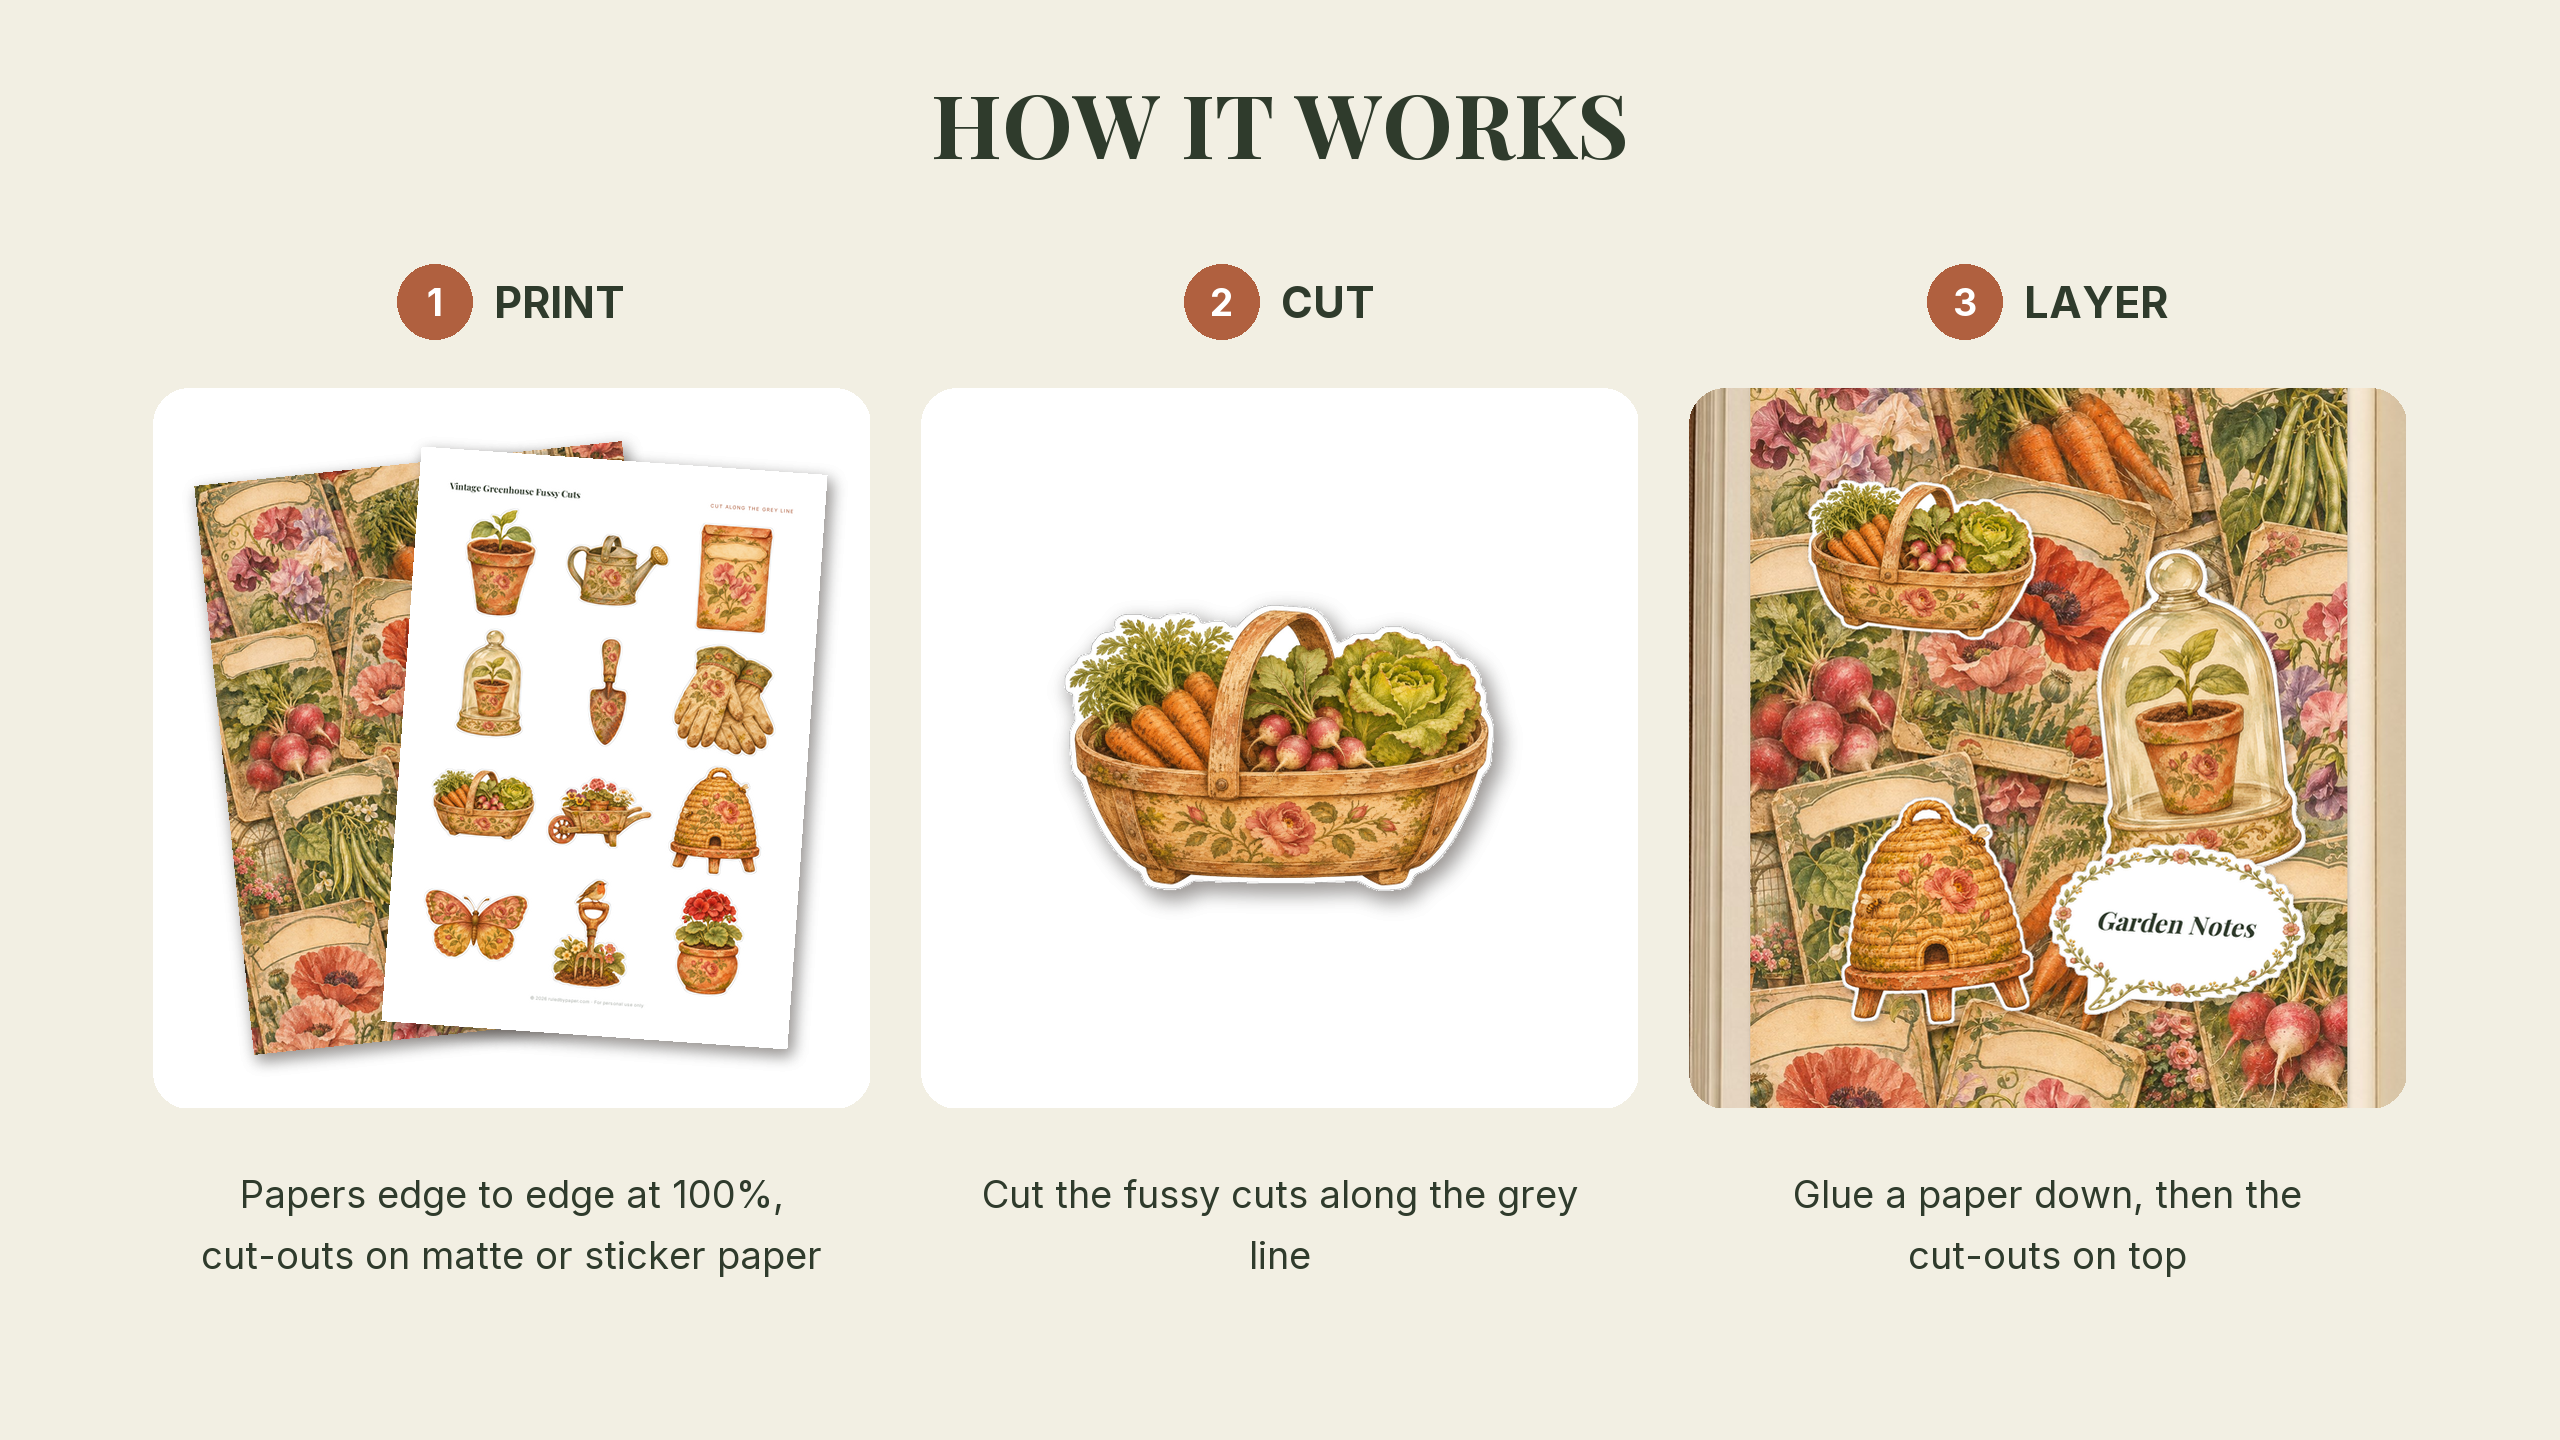 HOW IT WORKS
1 PRINT
2 CUT
3 LAYER
Vintage Greenhouse Fussy Cuts
CUT ALONG THE GREY LINE
Garden Notes
Papers edge to edge at 100%,
cut-outs on matte or sticker paper
Cut the fussy cuts along the grey
line
Glue a paper down, then the
cut-outs on top